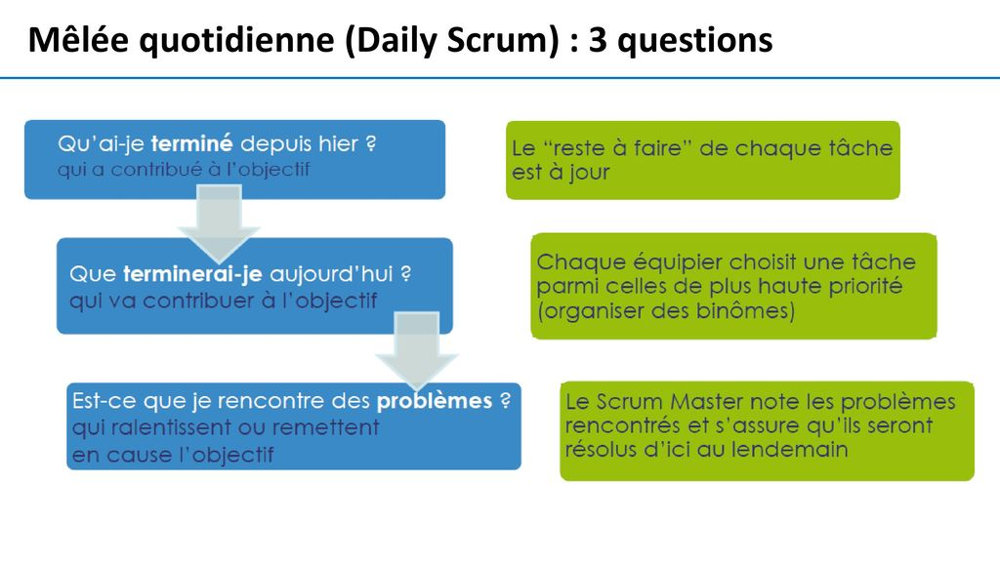 Mêlée quotidienne (Daily Scrum) : 3 questions
Qu’ai-je terminé depuis hier ?
qui a contribué à l’objectif
Le “reste à faire” de chaque tâche
est à jour
Que terminerai-je aujourd’hui ?
qui va contribuer à l’objectif
Chaque équipier choisit une tâche
parmi celles de plus haute priorité
(organiser des binômes)
Est-ce que je rencontre des problèmes ?
qui ralentissent ou remettent
en cause l’objectif
Le Scrum Master note les problèmes
rencontrés et s’assure qu’ils seront
résolus d’ici au lendemain